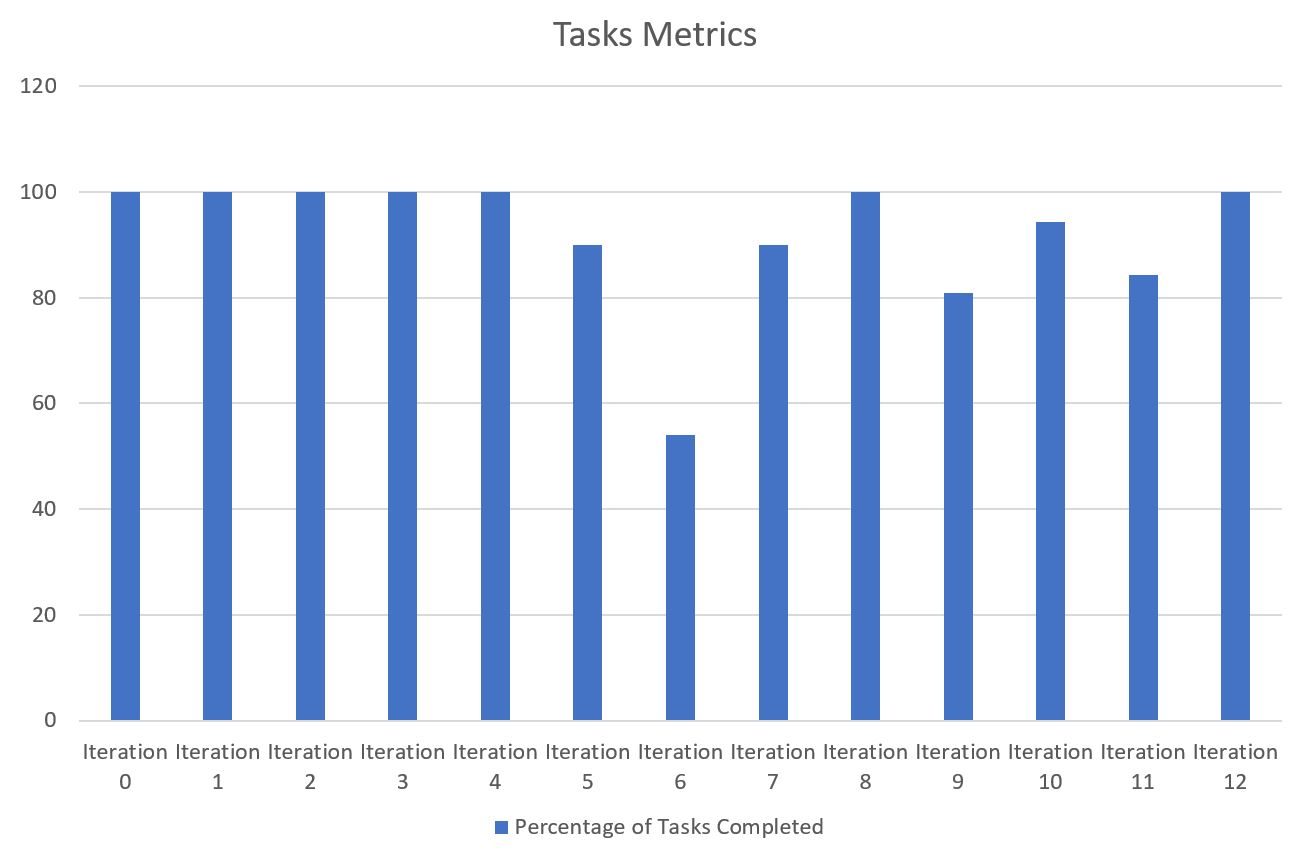 Tasks Metrics
120
100
80
60
40
20
0
Iteration Iteration Iteration Iteration Iteration Iteration Iteration Iteration Iteration Iteration Iteration Iteration Iteration
0 1 2 3 4 5 6 7 8 9 10 11 12
Percentage of Tasks Completed